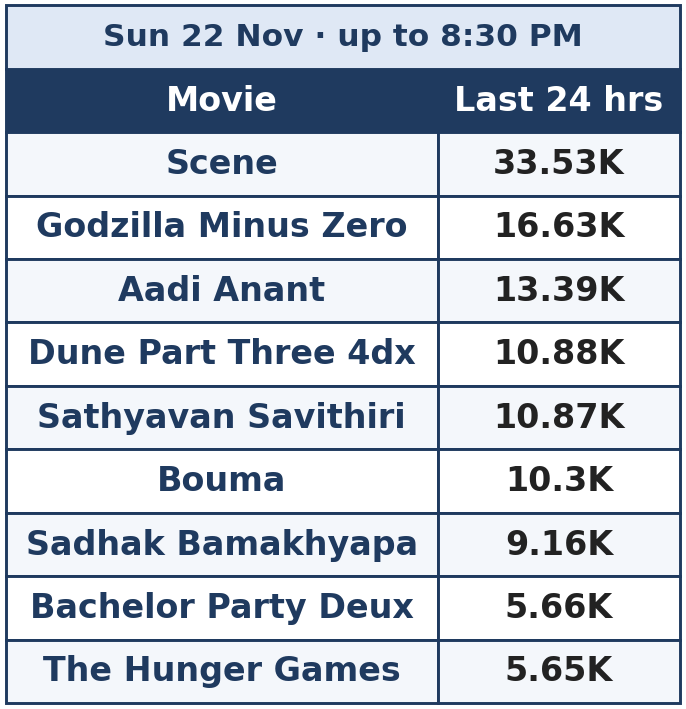 Sun 22 Nov · up to 8:30 PM
Movie Last 24 hrs
Scene 33.53K
Godzilla Minus Zero 16.63K
Aadi Anant 13.39K
Dune Part Three 4dx 10.88K
Sathyavan Savithiri 10.87K
Bouma 10.3K
Sadhak Bamakhyapa 9.16K
Bachelor Party Deux 5.66K
The Hunger Games 5.65K